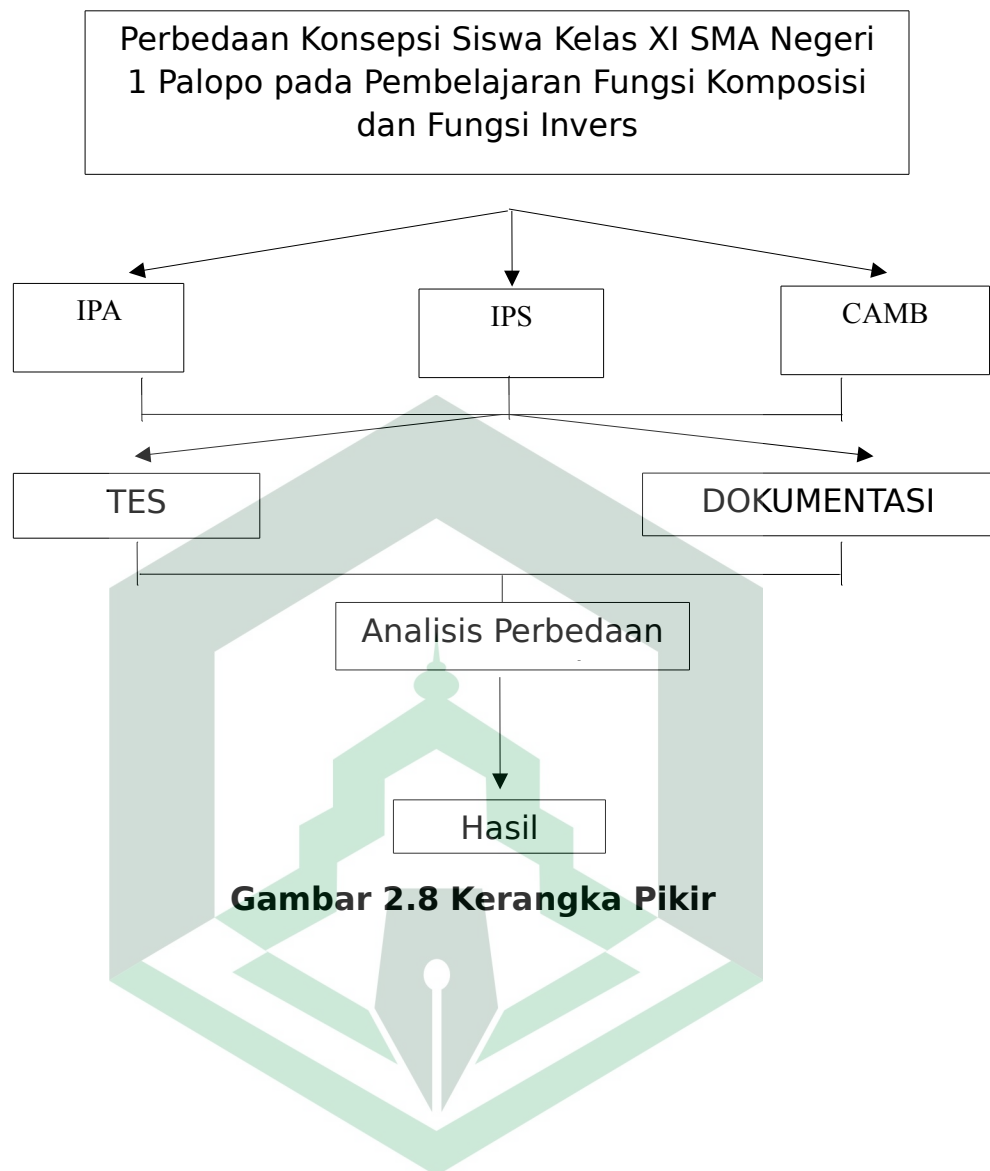 Perbedaan Konsepsi Siswa Kelas XI SMA Negeri
1 Palopo pada Pembelajaran Fungsi Komposisi
dan Fungsi Invers
IPA
IPS
CAMB
TES
DOKUMENTASI
Analisis Perbedaan
Hasil
Gambar 2.8 Kerangka Pikir